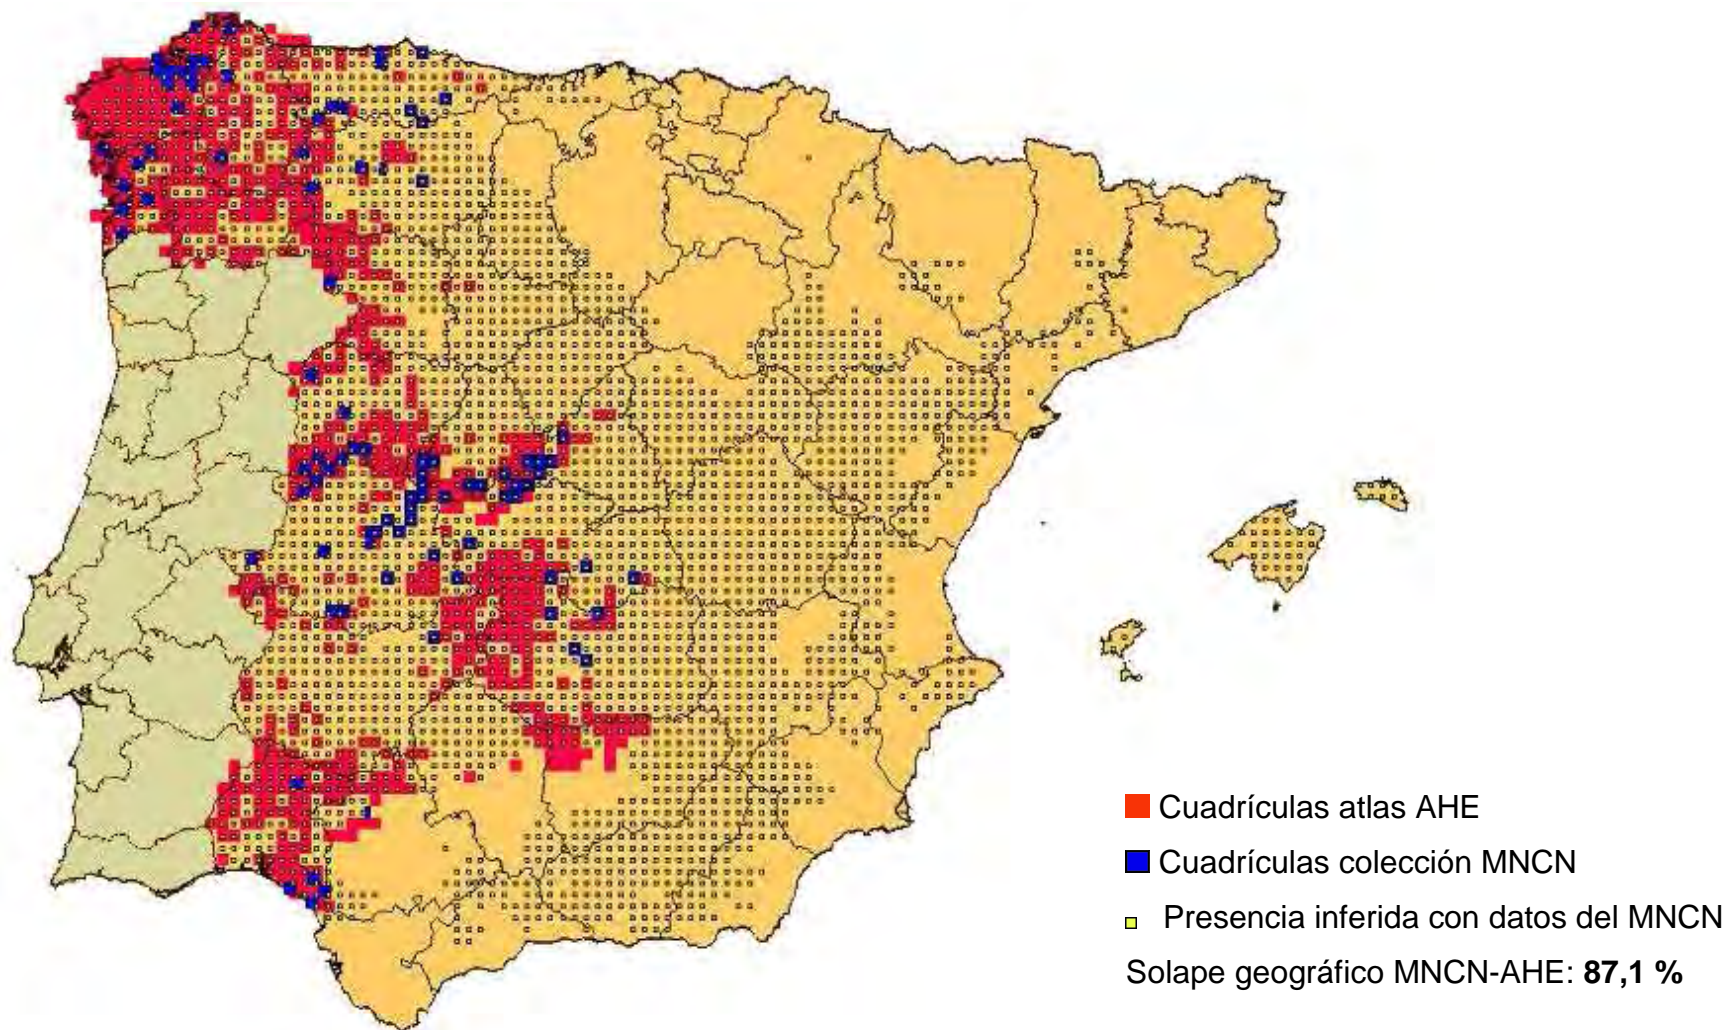 Cuadrículas atlas AHE
Cuadrículas colección MNCN
Presencia inferida con datos del MNCN
Solape geográfico MNCN-AHE: 87,1 %